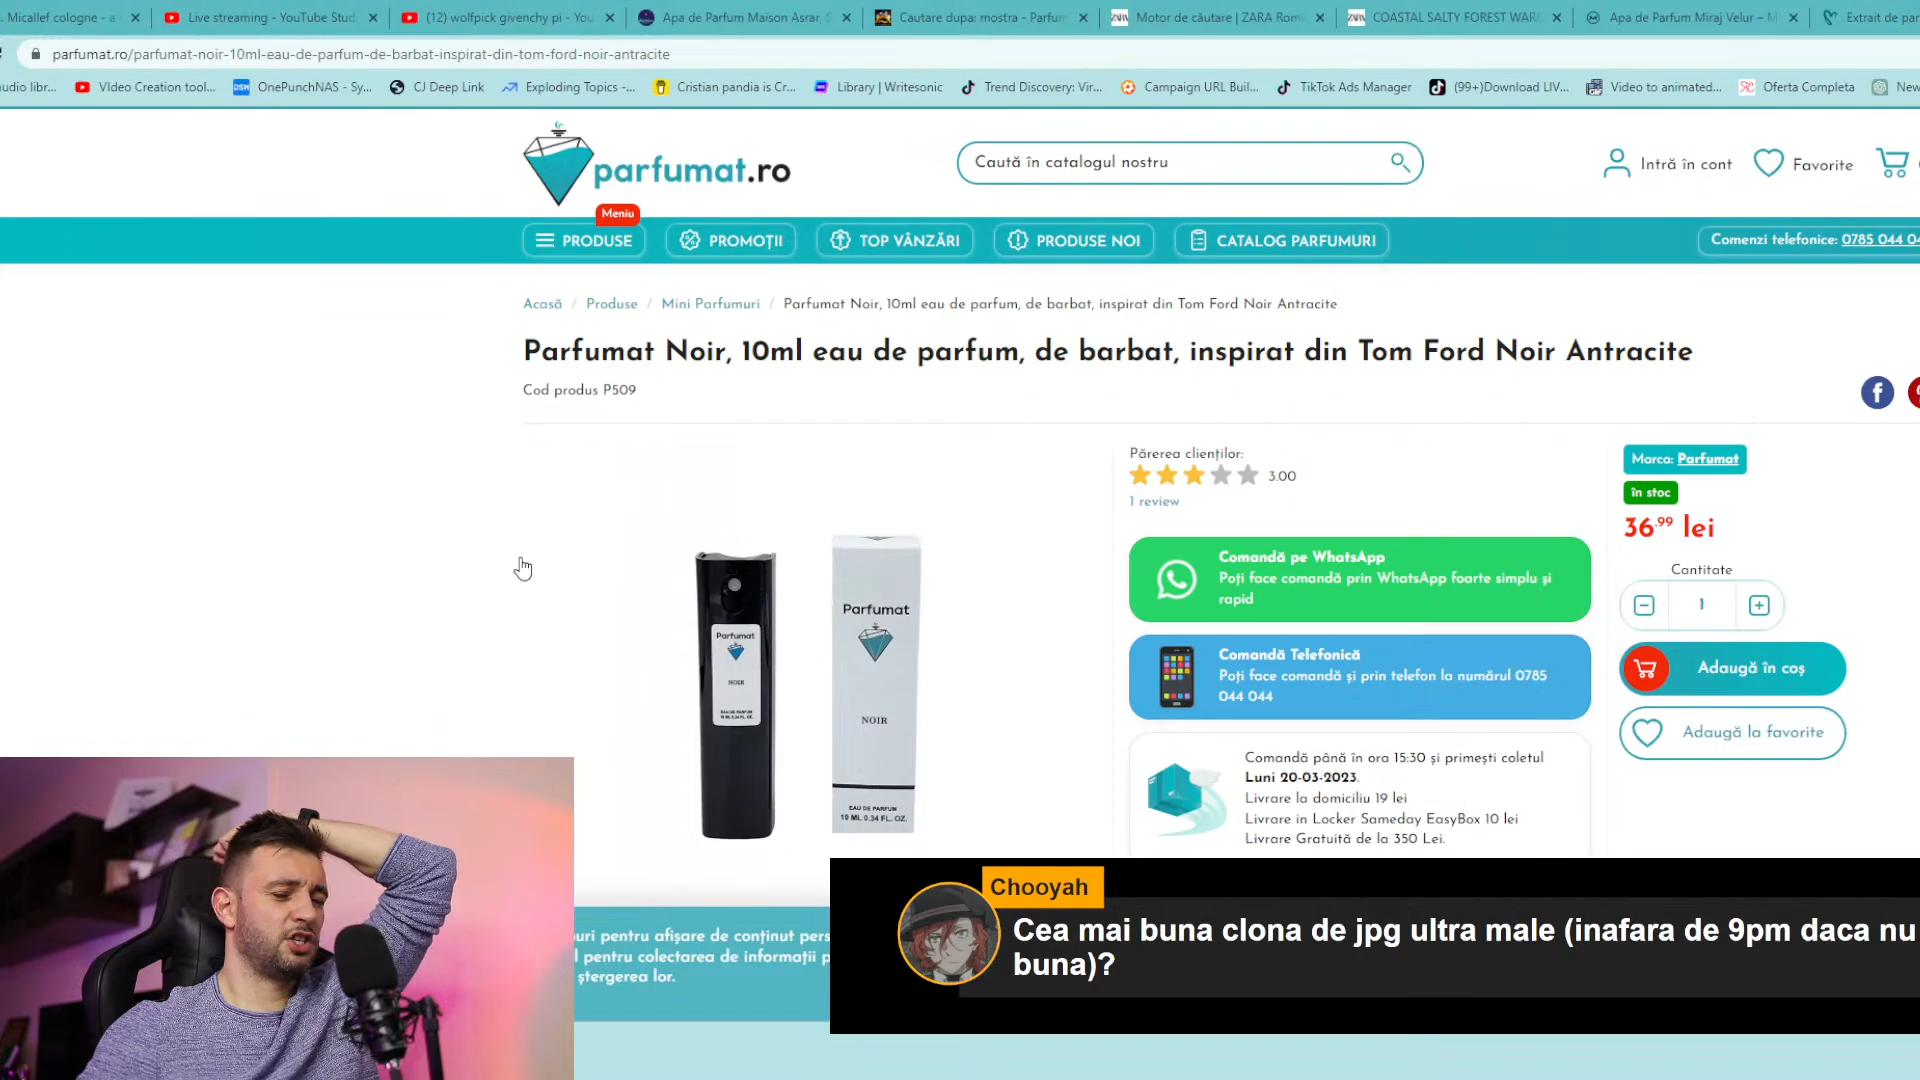 Micallef cologne - a
Live streaming - YouTube Stud
(12) wolfpick givenchy pi - You
Apa de Parfum Maison Asrar, S
Cautare dupa: mostra - Parfum
Motor de căutare | ZARA Rom
COASTAL SALTY FOREST WAR
Apa de Parfum Miraj Velur – M
Extrait de par
parfumat.ro/parfumat-noir-10ml-eau-de-parfum-de-barbat-inspirat-din-tom-ford-noir-antracite
udio libr...
VIdeo Creation tool...
OnePunchNAS - Sy...
CJ Deep Link
Exploding Topics -...
Cristian pandia is Cr...
Library | Writesonic
Trend Discovery: Vir...
Campaign URL Buil...
TikTok Ads Manager
(99+)Download LIV...
Video to animated...
Oferta Completa
New
parfumat.ro
Caută în catalogul nostru
Intră în cont
Favorite
Meniu
PRODUSE
PROMOȚII
TOP VÂNZĂRI
PRODUSE NOI
CATALOG PARFUMURI
Comenzi telefonice: 0785 044 04
Acasă / Produse / Mini Parfumuri / Parfumat Noir, 10ml eau de parfum, de barbat, inspirat din Tom Ford Noir Antracite
Parfumat Noir, 10ml eau de parfum, de barbat, inspirat din Tom Ford Noir Antracite
Cod produs P509
Părerea clienților:
3.00
1 review
Marca: Parfumat
în stoc
36.99 lei
Cantitate
1
Adaugă în coș
Adaugă la favorite
Comandă pe WhatsApp
Poți face comandă prin WhatsApp foarte simplu și
rapid
Comandă Telefonică
Poți face comandă și prin telefon la numărul 0785
044 044
Comandă până în ora 15:30 și primești coletul
Luni 20-03-2023.
Livrare la domiciliu 19 lei
Livrare in Locker Sameday EasyBox 10 lei
Livrare Gratuită de la 350 Lei.
Parfumat
NOIR
EAU DE PARFUM
10 ML 0.34 FL. OZ.
Parfumat
NOIR
EAU DE PARFUM
10 ML 0.34 FL. OZ.
uri pentru afișare de conținut pers
l pentru colectarea de informații p
ștergerea lor.
Chooyah
Cea mai buna clona de jpg ultra male (inafara de 9pm daca nu
buna)?